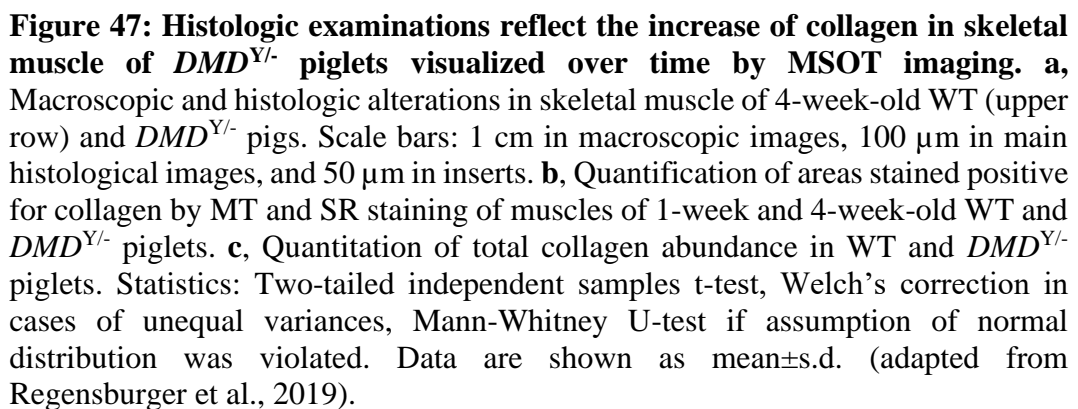 Figure 47: Histologic examinations reflect the increase of collagen in skeletal
muscle of DMDY/- piglets visualized over time by MSOT imaging. a,
Macroscopic and histologic alterations in skeletal muscle of 4-week-old WT (upper
row) and DMDY/- pigs. Scale bars: 1 cm in macroscopic images, 100 µm in main
histological images, and 50 µm in inserts. b, Quantification of areas stained positive
for collagen by MT and SR staining of muscles of 1-week and 4-week-old WT and
DMDY/- piglets. c, Quantitation of total collagen abundance in WT and DMDY/-
piglets. Statistics: Two-tailed independent samples t-test, Welch’s correction in
cases of unequal variances, Mann-Whitney U-test if assumption of normal
distribution was violated. Data are shown as mean±s.d. (adapted from
Regensburger et al., 2019).